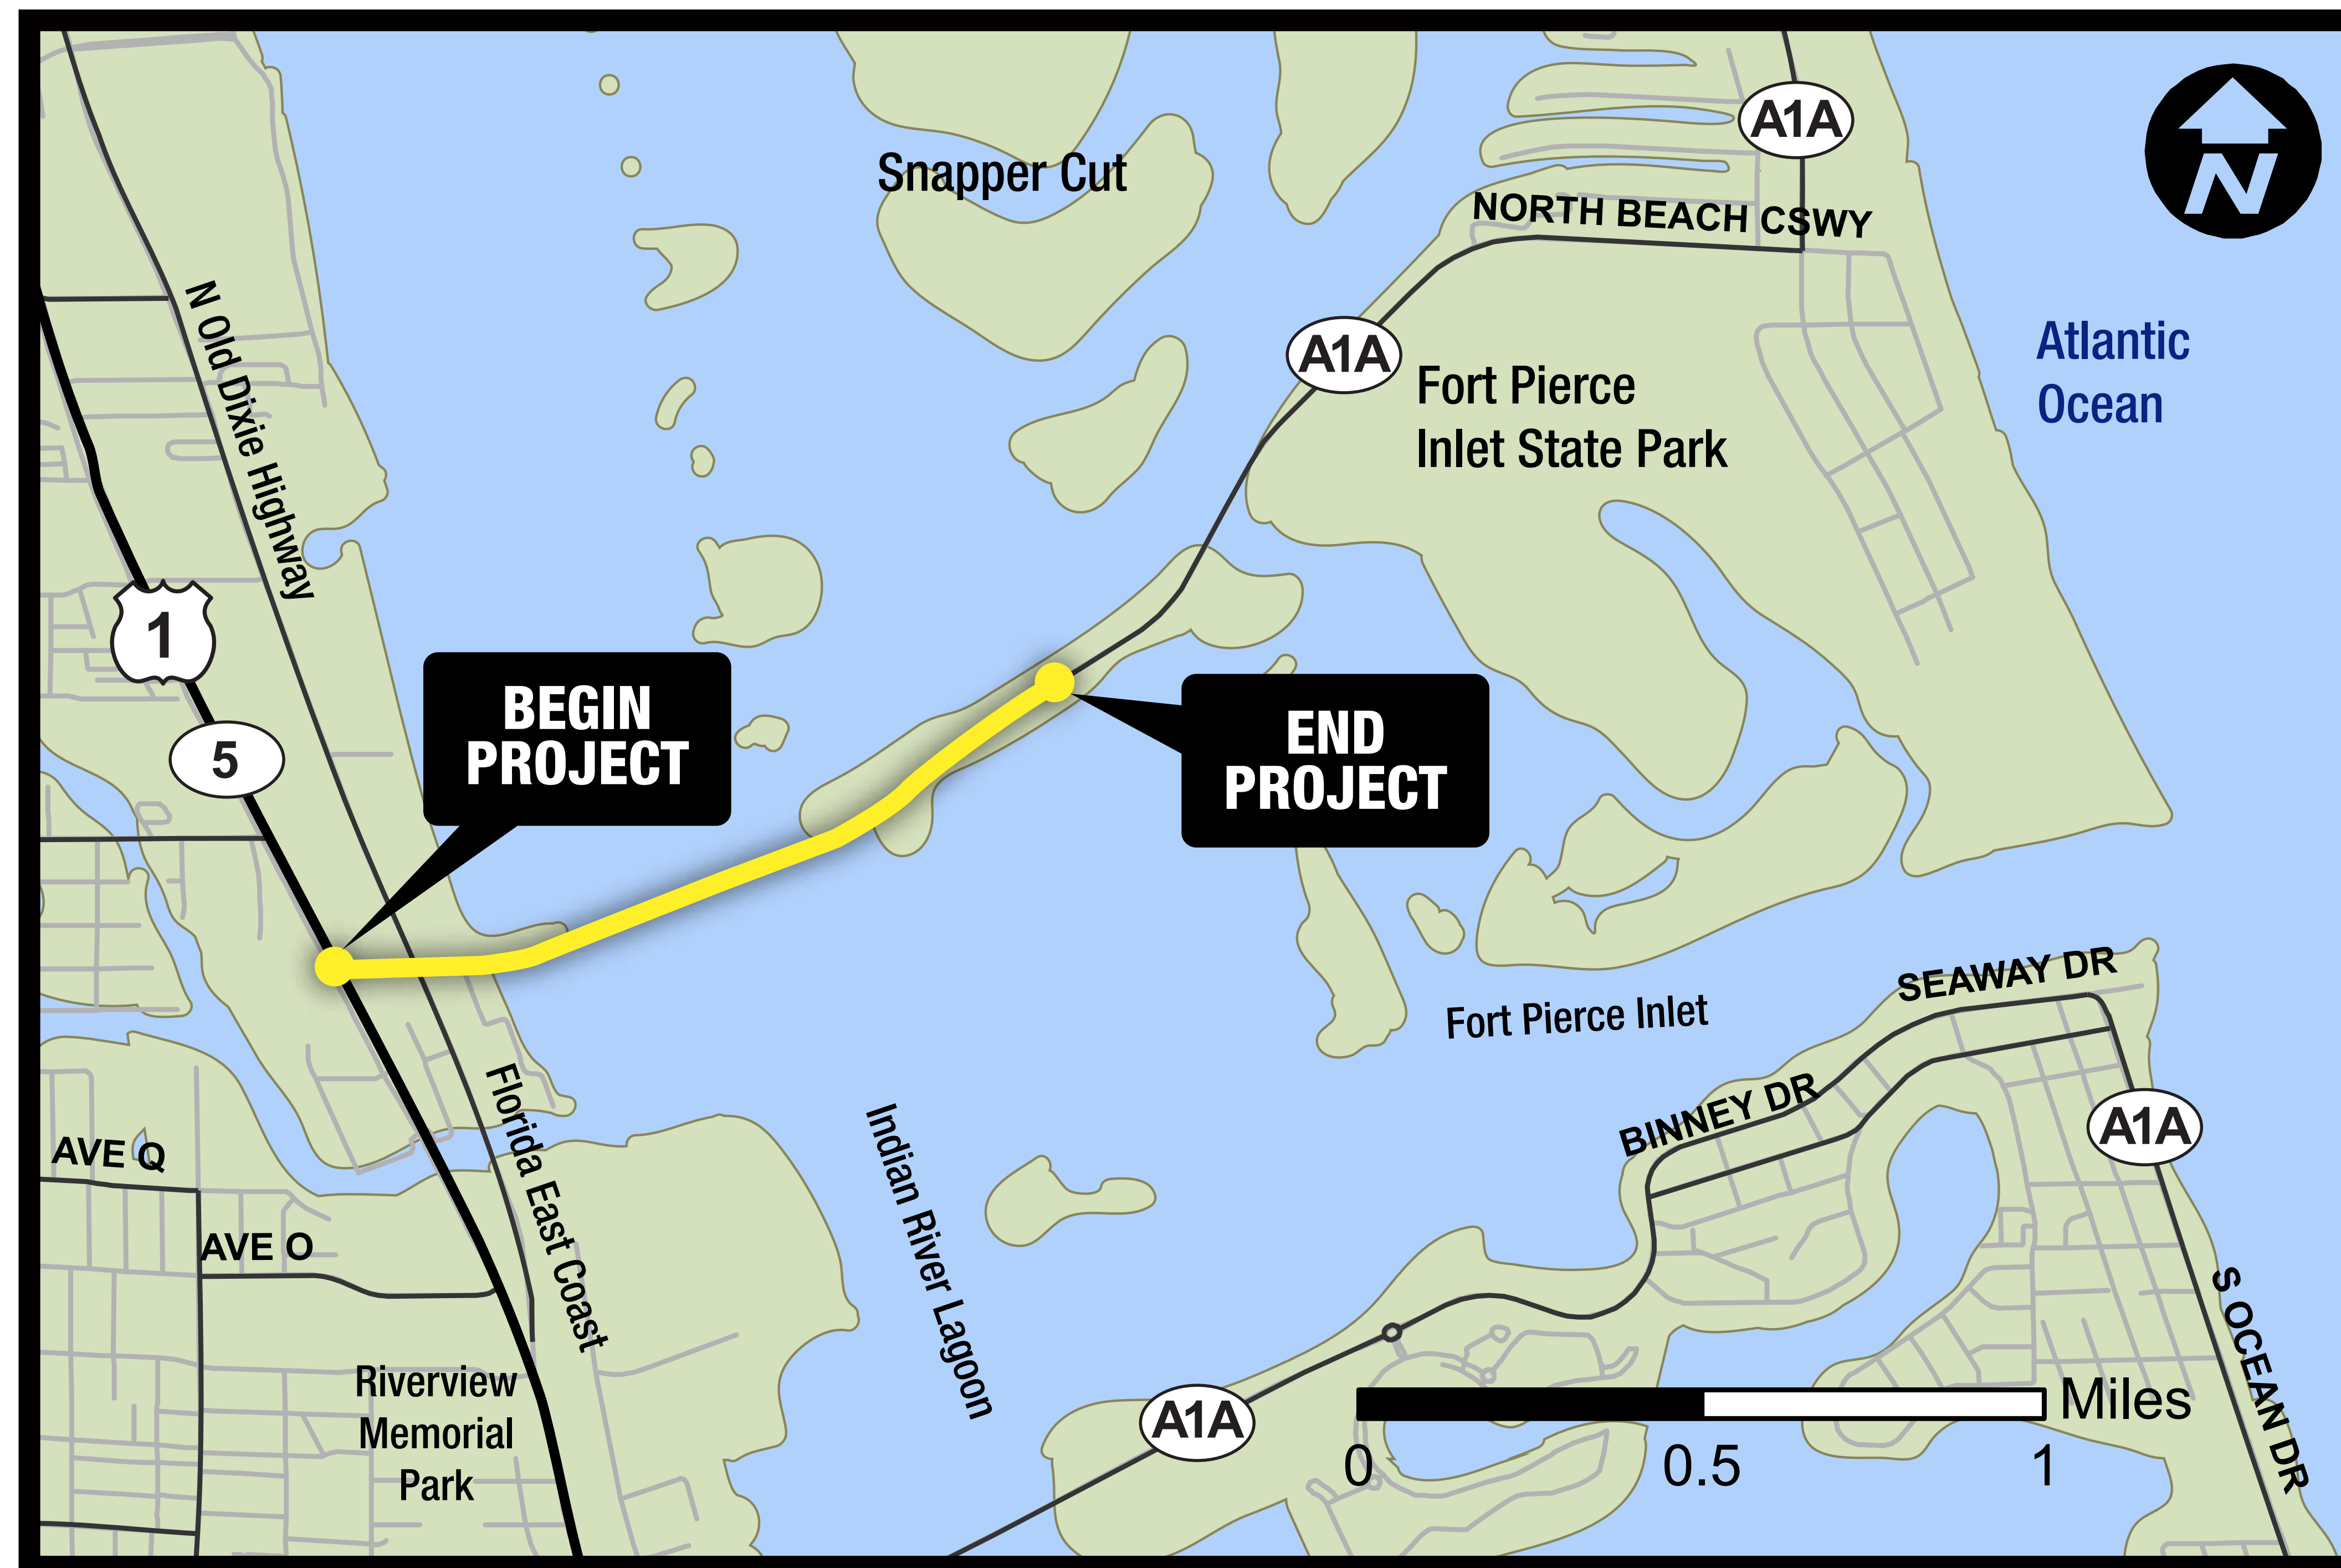 A1A
N
Snapper Cut
NORTH BEACH CSWY
N Old Dixie Highway
A1A
Atlantic
Ocean
Fort Pierce
Inlet State Park
1
BEGIN
PROJECT
END
PROJECT
5
SEAWAY DR
Fort Pierce Inlet
Florida East Coast
Indian River Lagoon
BINNEY DR
A1A
AVE Q
AVE O
S OCEAN DR
Riverview
Memorial
Park
A1A
Miles
0 0.5 1